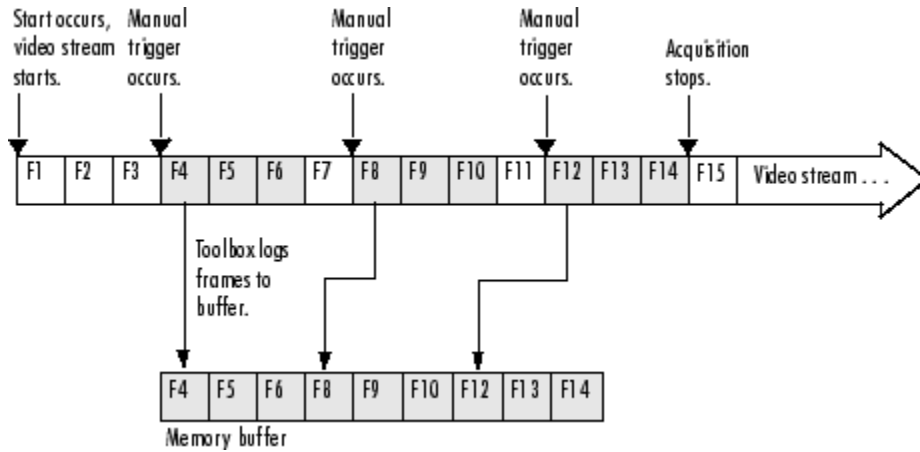 Start occurs,
video stream
starts.
Manual
trigger
occurs.
Manual
trigger
occurs.
Manual
trigger
occurs.
Acquisition
stops.
F1 F2 F3 F4 F5 F6 F7 F8 F9 F10 F11 F12 F13 F14 F15 Video stream . . .
Toolbox logs
frames to
buffer.
F4 F5 F6 F8 F9 F10 F12 F13 F14
Memory buffer